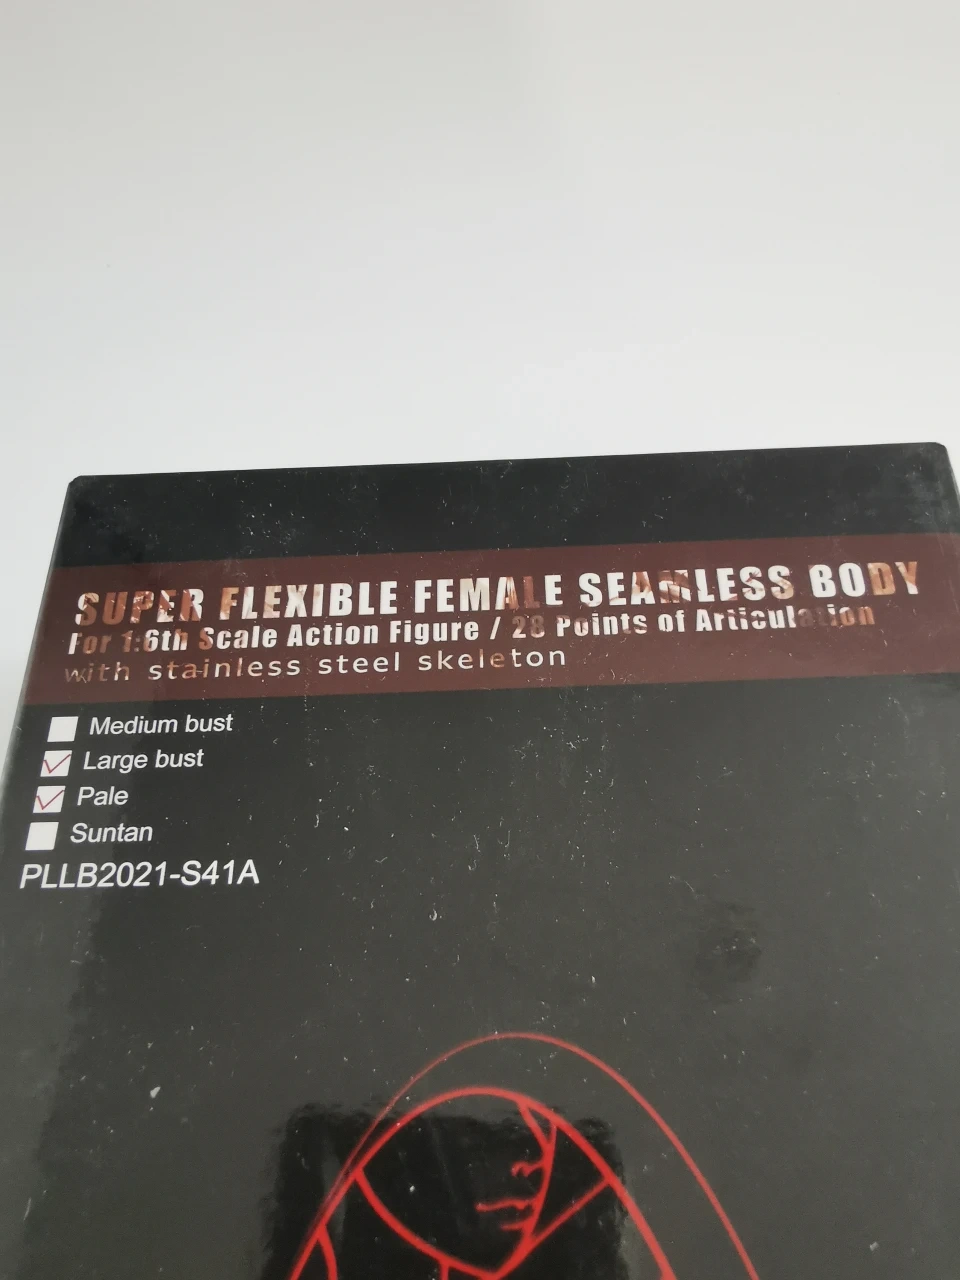 SUPER FLEXIBLE FEMALE SEAMLESS BODY
For 1:6th Scale Action Figure / 28 Points of Articulation
with stainless steel skeleton
Medium bust
Large bust
Pale
Suntan
PLLB2021-S41A